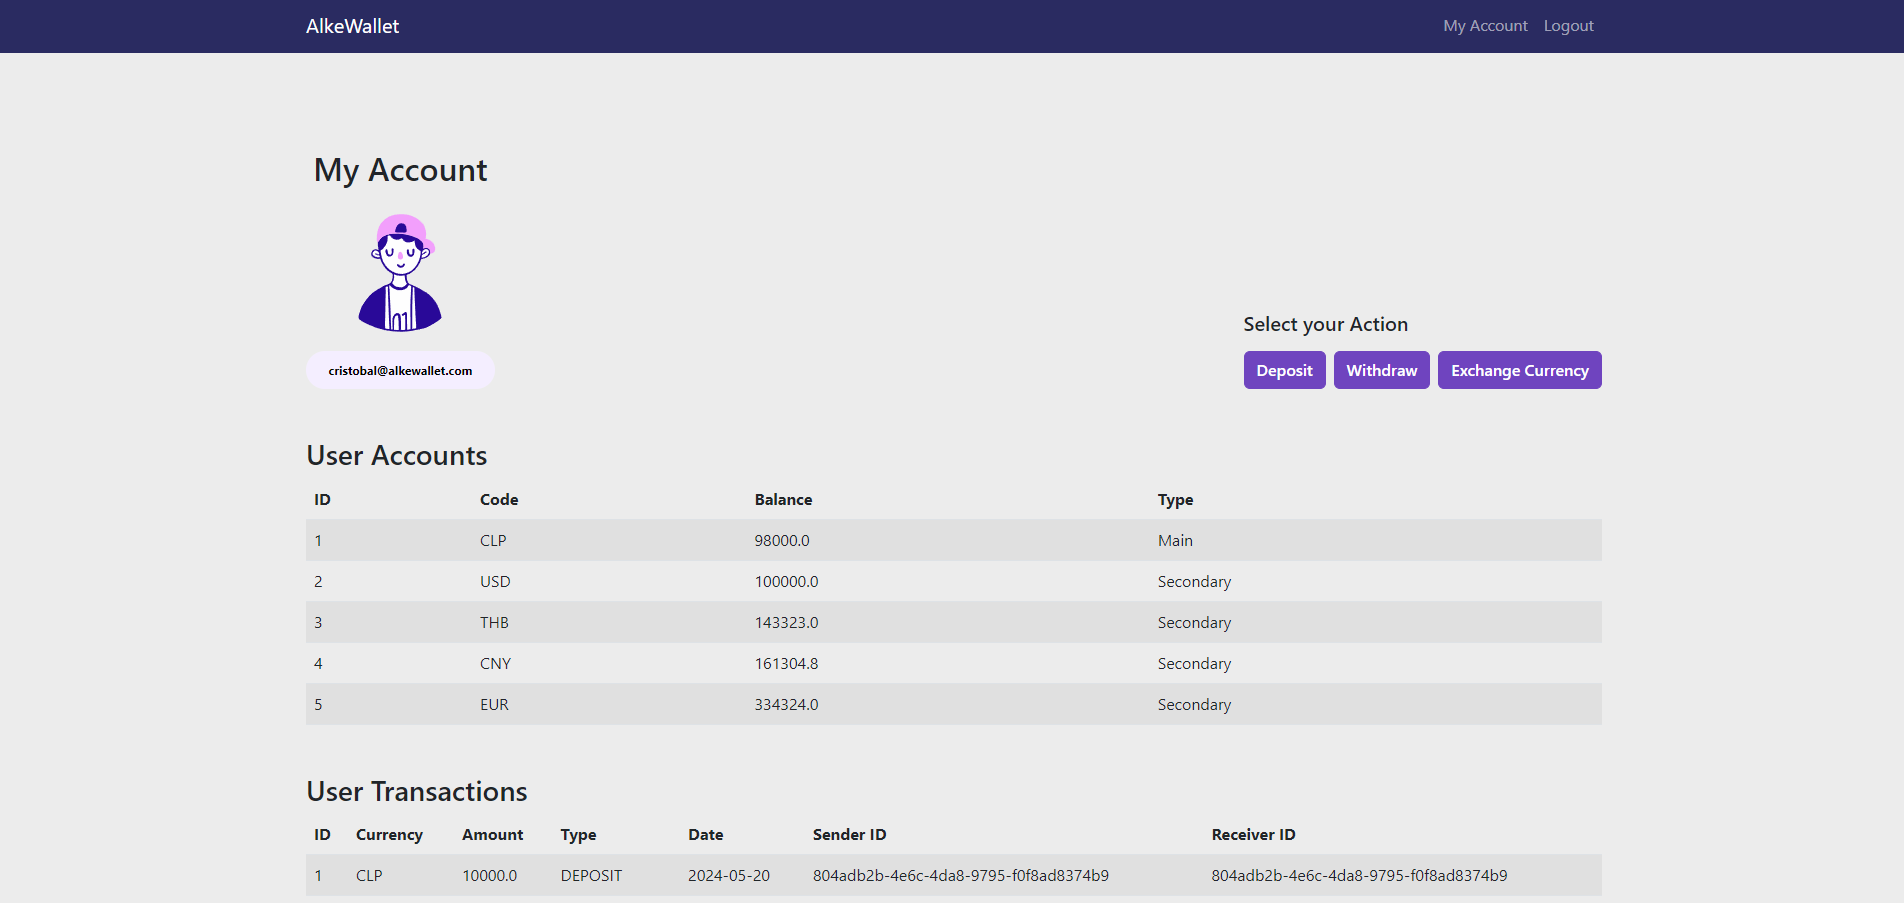 AlkeWallet My Account Logout
My Account
cristobal@alkewallet.com
Select your Action
Deposit Withdraw Exchange Currency
User Accounts
ID Code Balance Type
1 CLP 98000.0 Main
2 USD 100000.0 Secondary
3 THB 143323.0 Secondary
4 CNY 161304.8 Secondary
5 EUR 334324.0 Secondary
User Transactions
ID Currency Amount Type Date Sender ID Receiver ID
1 CLP 10000.0 DEPOSIT 2024-05-20 804adb2b-4e6c-4da8-9795-f0f8ad8374b9 804adb2b-4e6c-4da8-9795-f0f8ad8374b9